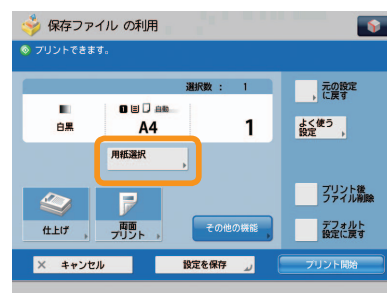 保存ファイル の利用
プリントできます。
選択数 : 1
自動
白黒
A4
1
用紙選択
仕上げ
両面
プリント
その他の機能
元の設定
に戻す
よく使う
設定
プリント後
ファイル削除
デフォルト
設定に戻す
× キャンセル
設定を保存
プリント開始